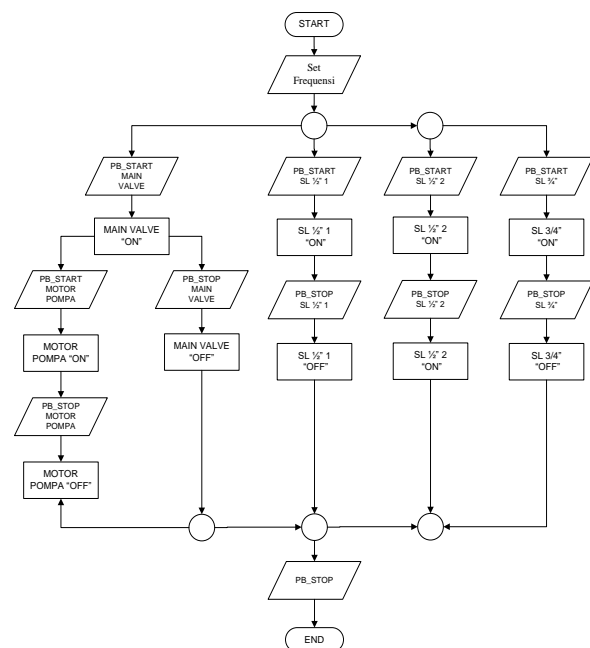 START
Set
Frequensi
PB_START
MAIN
VALVE
PB_START
SL ½" 1
PB_START
SL ½" 2
PB_START
SL ¾"
MAIN VALVE
"ON"
SL ½" 1
"ON"
SL ½" 2
"ON"
SL 3/4"
"ON"
PB_START
MOTOR
POMPA
PB_STOP
MAIN
VALVE
PB_STOP
SL ½" 1
PB_STOP
SL ½" 2
PB_STOP
SL ¾"
MOTOR
POMPA "ON"
MAIN VALVE
"OFF"
SL ½" 1
"OFF"
SL ½" 2
"ON"
SL 3/4"
"OFF"
PB_STOP
MOTOR
POMPA
MOTOR
POMPA "OFF"
PB_STOP
END